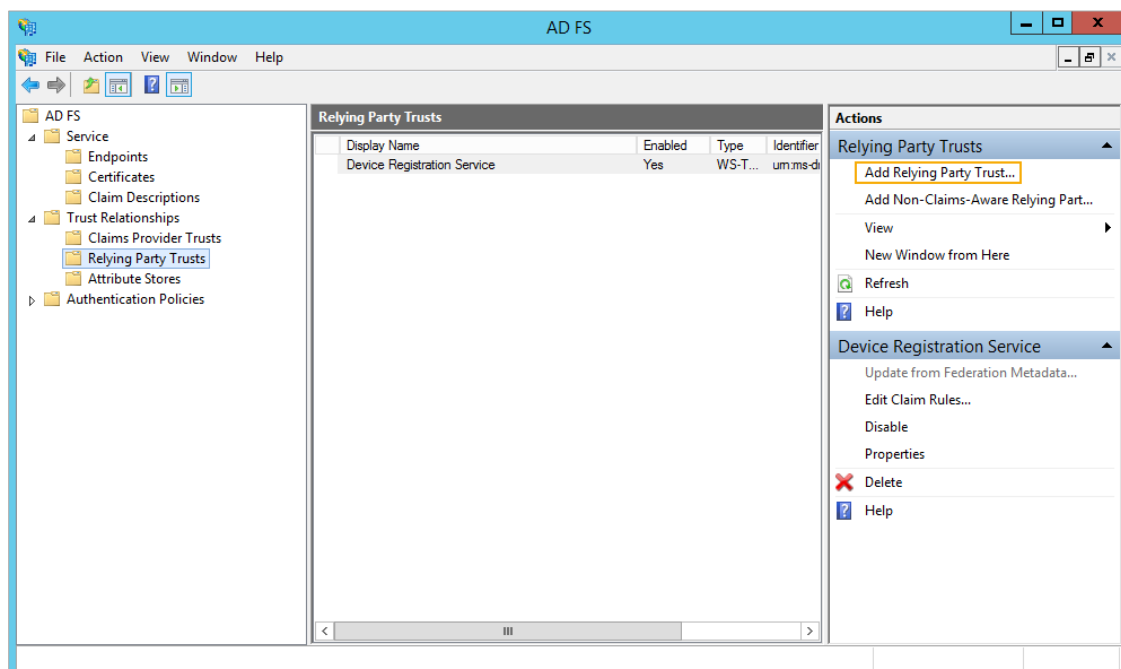 AD FS
File Action View Window Help
AD FS
Service
Endpoints
Certificates
Claim Descriptions
Trust Relationships
Claims Provider Trusts
Relying Party Trusts
Attribute Stores
Authentication Policies
Relying Party Trusts
Display Name Enabled Type Identifier
Device Registration Service Yes WS-T... urn:ms-d
Actions
Relying Party Trusts
Add Relying Party Trust...
Add Non-Claims-Aware Relying Part...
View
New Window from Here
Refresh
Help
Device Registration Service
Update from Federation Metadata...
Edit Claim Rules...
Disable
Properties
Delete
Help